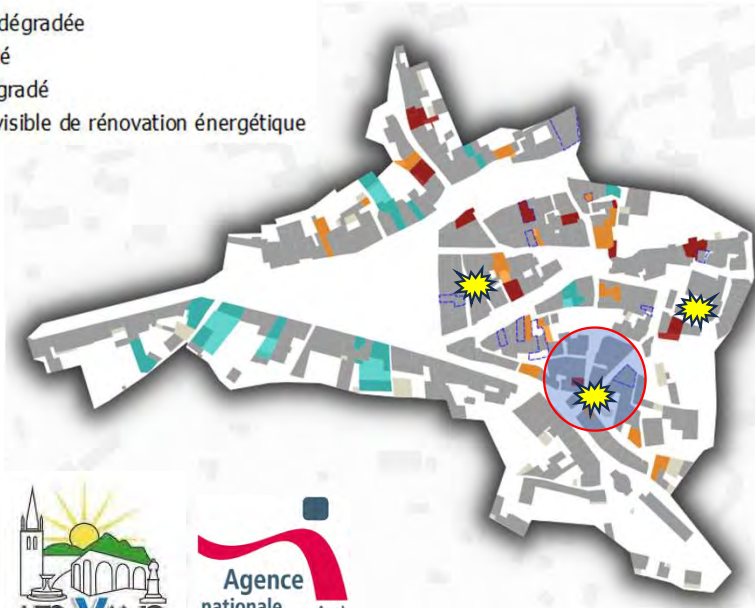 dégradée
é
gradé
visible de rénovation énergétique
Agence
nationale